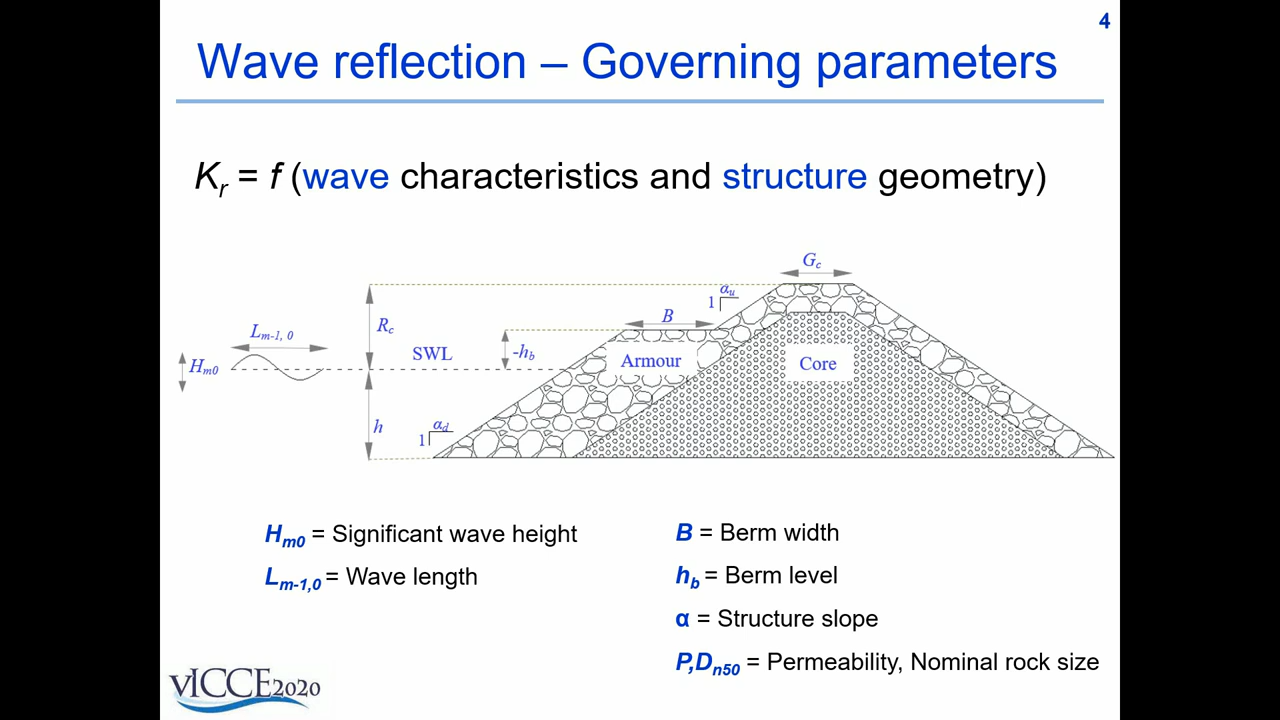 4
Wave reflection – Governing parameters
Kr = f (wave characteristics and structure geometry)
Gc
αu
1
B
Rc
Lm-1, 0
SWL
-hb
Hm0
Armour
Core
h
αd
1
Hm0 = Significant wave height
Lm-1,0 = Wave length
B = Berm width
hb = Berm level
α = Structure slope
P,Dn50 = Permeability, Nominal rock size
vICCE2020